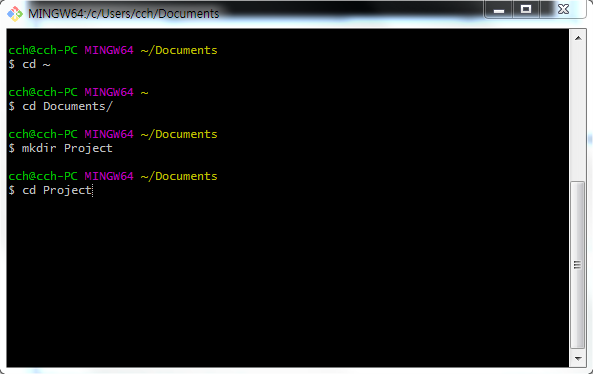 MINGW64:/c/Users/cch/Documents
cch@cch-PC MINGW64 ~/Documents
$ cd ~
cch@cch-PC MINGW64 ~
$ cd Documents/
cch@cch-PC MINGW64 ~/Documents
$ mkdir Project
cch@cch-PC MINGW64 ~/Documents
$ cd Project